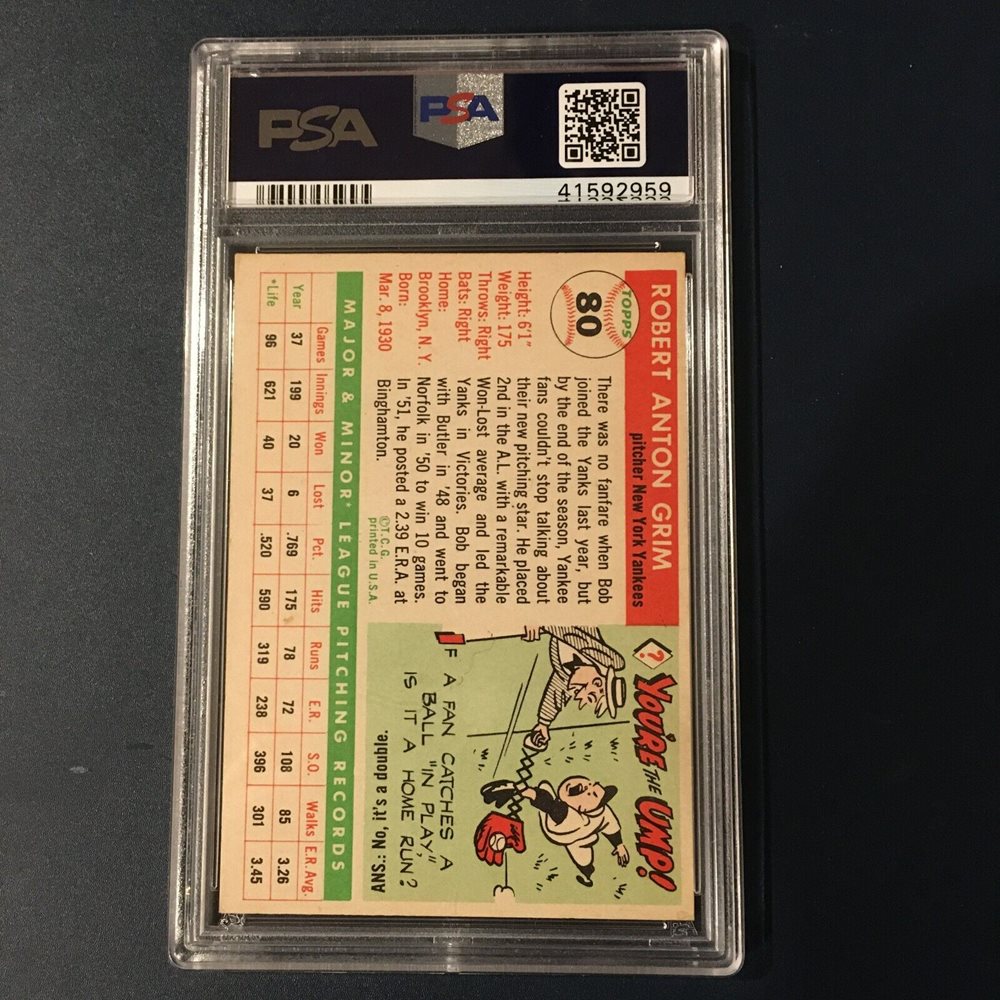 PSA
PSA
41592959
TOPPS
80
ROBERT ANTON GRIM
pitcher New York Yankees
Height: 6'1"
Weight: 175
Throws: Right
Bats: Right
Home:
Brooklyn, N. Y.
Born:
Mar. 8, 1930
There was no fanfare when Bob
joined the Yanks last year, but
by the end of the season, Yankee
fans couldn't stop talking about
their new pitching star. He placed
2nd in the A.L. with a remarkable
Won-Lost average and led the
Yanks in Victories. Bob began
with Butler in '48 and went to
Norfolk in '50 to win 10 games.
In '51, he posted a 2.39 E.R.A. at
Binghamton.
©T.C.G.
printed in U.S.A.
? YOU'RE THE UMP!
IF A FAN CATCHES A
BALL "IN PLAY,"
IS IT A HOME RUN?
ANS.: No, it's a double.
MAJOR & MINOR* LEAGUE PITCHING RECORDS
Games Innings Won Lost Pct. Hits Runs E.R. S.O. Walks E.R.Avg.
Year 37 199 20 6 .769 175 78 72 108 85 3.26
*Life 96 621 40 37 .520 590 319 238 396 301 3.45